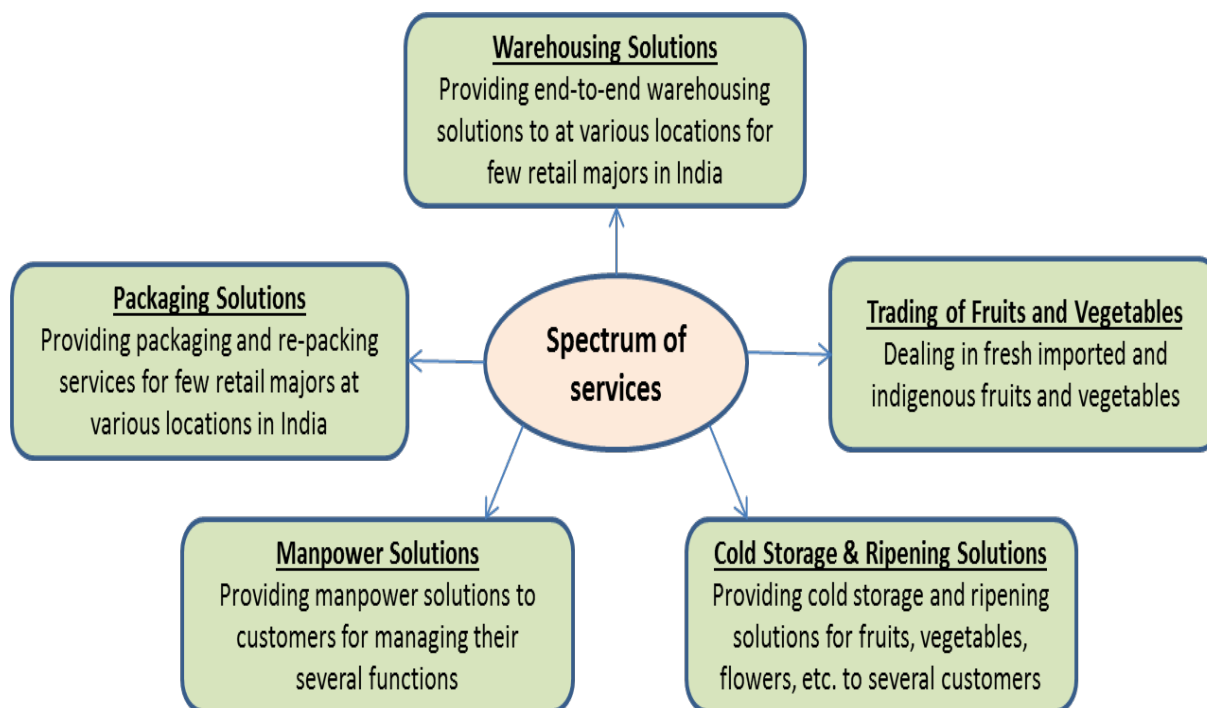 Warehousing Solutions
Providing end-to-end warehousing
solutions to at various locations for
few retail majors in India
Packaging Solutions
Providing packaging and re-packing
services for few retail majors at
various locations in India
Spectrum of
services
Trading of Fruits and Vegetables
Dealing in fresh imported and
indigenous fruits and vegetables
Manpower Solutions
Providing manpower solutions to
customers for managing their
several functions
Cold Storage & Ripening Solutions
Providing cold storage and ripening
solutions for fruits, vegetables,
flowers, etc. to several customers